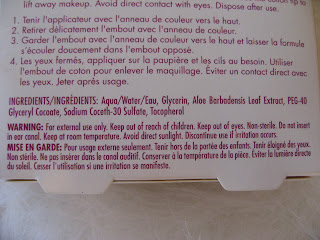 lift away makeup. Avoid direct contact with eyes. Dispose after use.
1. Tenir l'applicateur avec l'anneau de couleur vers le haut.
2. Retirer délicatement l'embout avec l'anneau de couleur.
3. Garder l'embout avec l'anneau de couleur vers le haut et laisser la formule
s'écouler doucement dans l'embout apposé.
4. Les yeux fermés, appliquer sur la paupière et les cils au besoin. Utiliser
l'embout de coton pour enlever le maquillage. Éviter un contact direct avec
les yeux. Jeter après usage.
INGREDIENTS/INGRÉDIENTS: Aqua/Water/Eau, Glycerin, Aloe Barbadensis Leaf Extract, PEG-40
Glyceryl Cocoate, Sodium Coceth-30 Sulfate, Tocopherol
WARNING: For external use only. Keep out of reach of children. Keep out of eyes. Non-sterile. Do not insert
in ear canal. Keep at room temperature. Avoid direct sunlight. Discontinue use if irritation occurs.
MISE EN GARDE: Pour usage externe seulement. Tenir hors de la portée des enfants. Tenir éloigné des yeux.
Non stérile. Ne pas insérer dans le canal auditif. Conserver à la température de la pièce. Éviter la lumière directe
du soleil. Cesser l'utilisation si une irritation se manifeste.